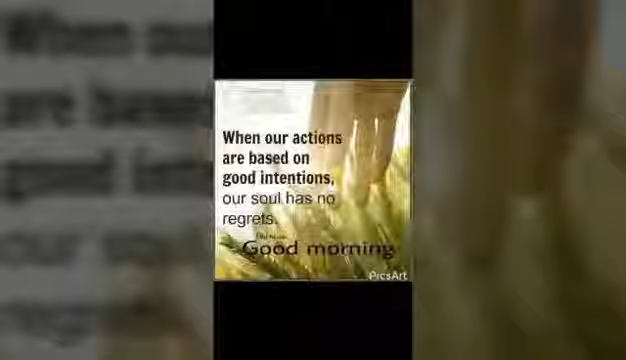 When our actions
are based on
good intentions,
our soul has no
regrets.
Good morning
PicsArt